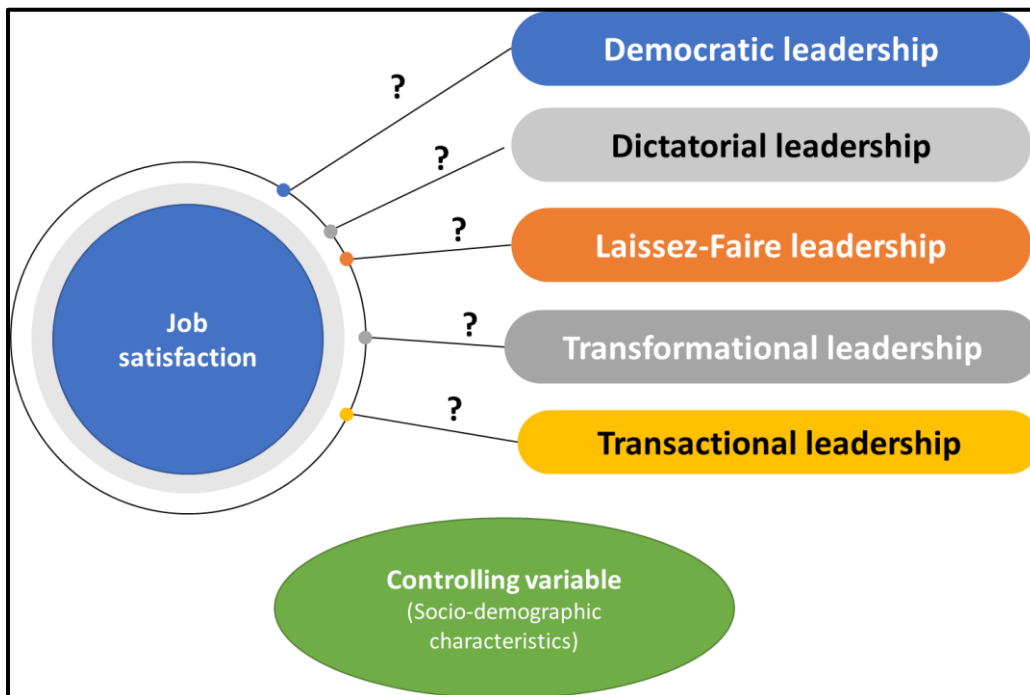 Democratic leadership
?
Dictatorial leadership
?
Laissez-Faire leadership
?
Job
satisfaction
Transformational leadership
?
Transactional leadership
?
Controlling variable
(Socio-demographic
characteristics)